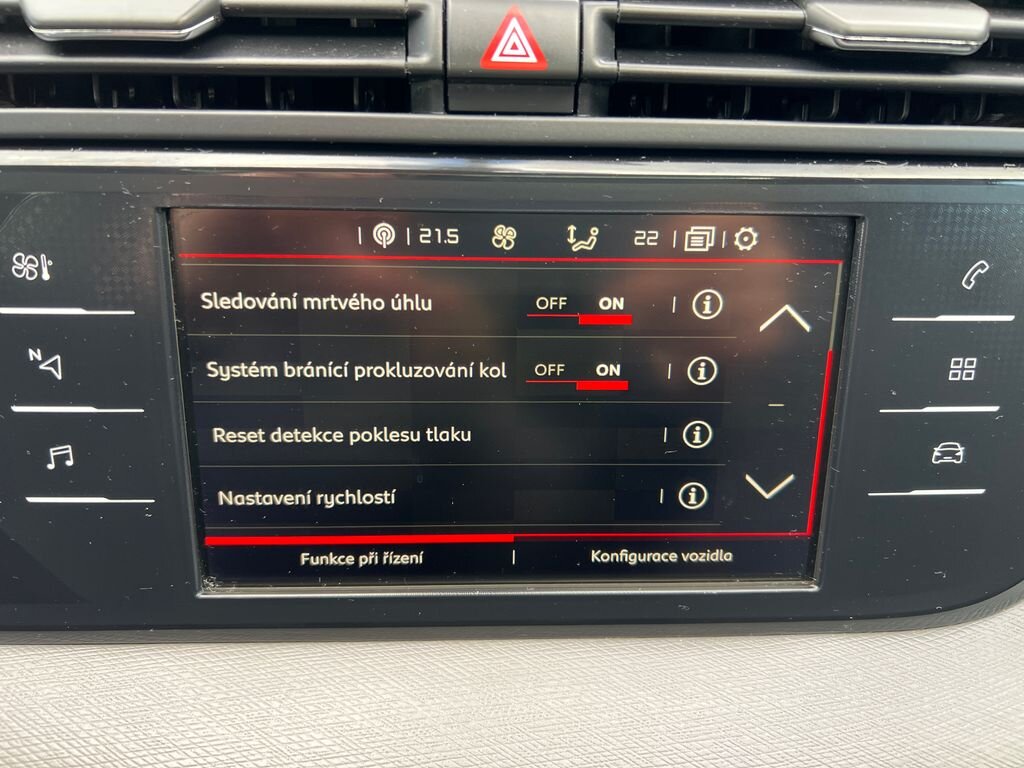 21.5 22
Sledování mrtvého úhlu OFF ON
Systém bránící prokluzování kol OFF ON
Reset detekce poklesu tlaku
Nastavení rychlostí
Funkce při řízení Konfigurace vozidla
N